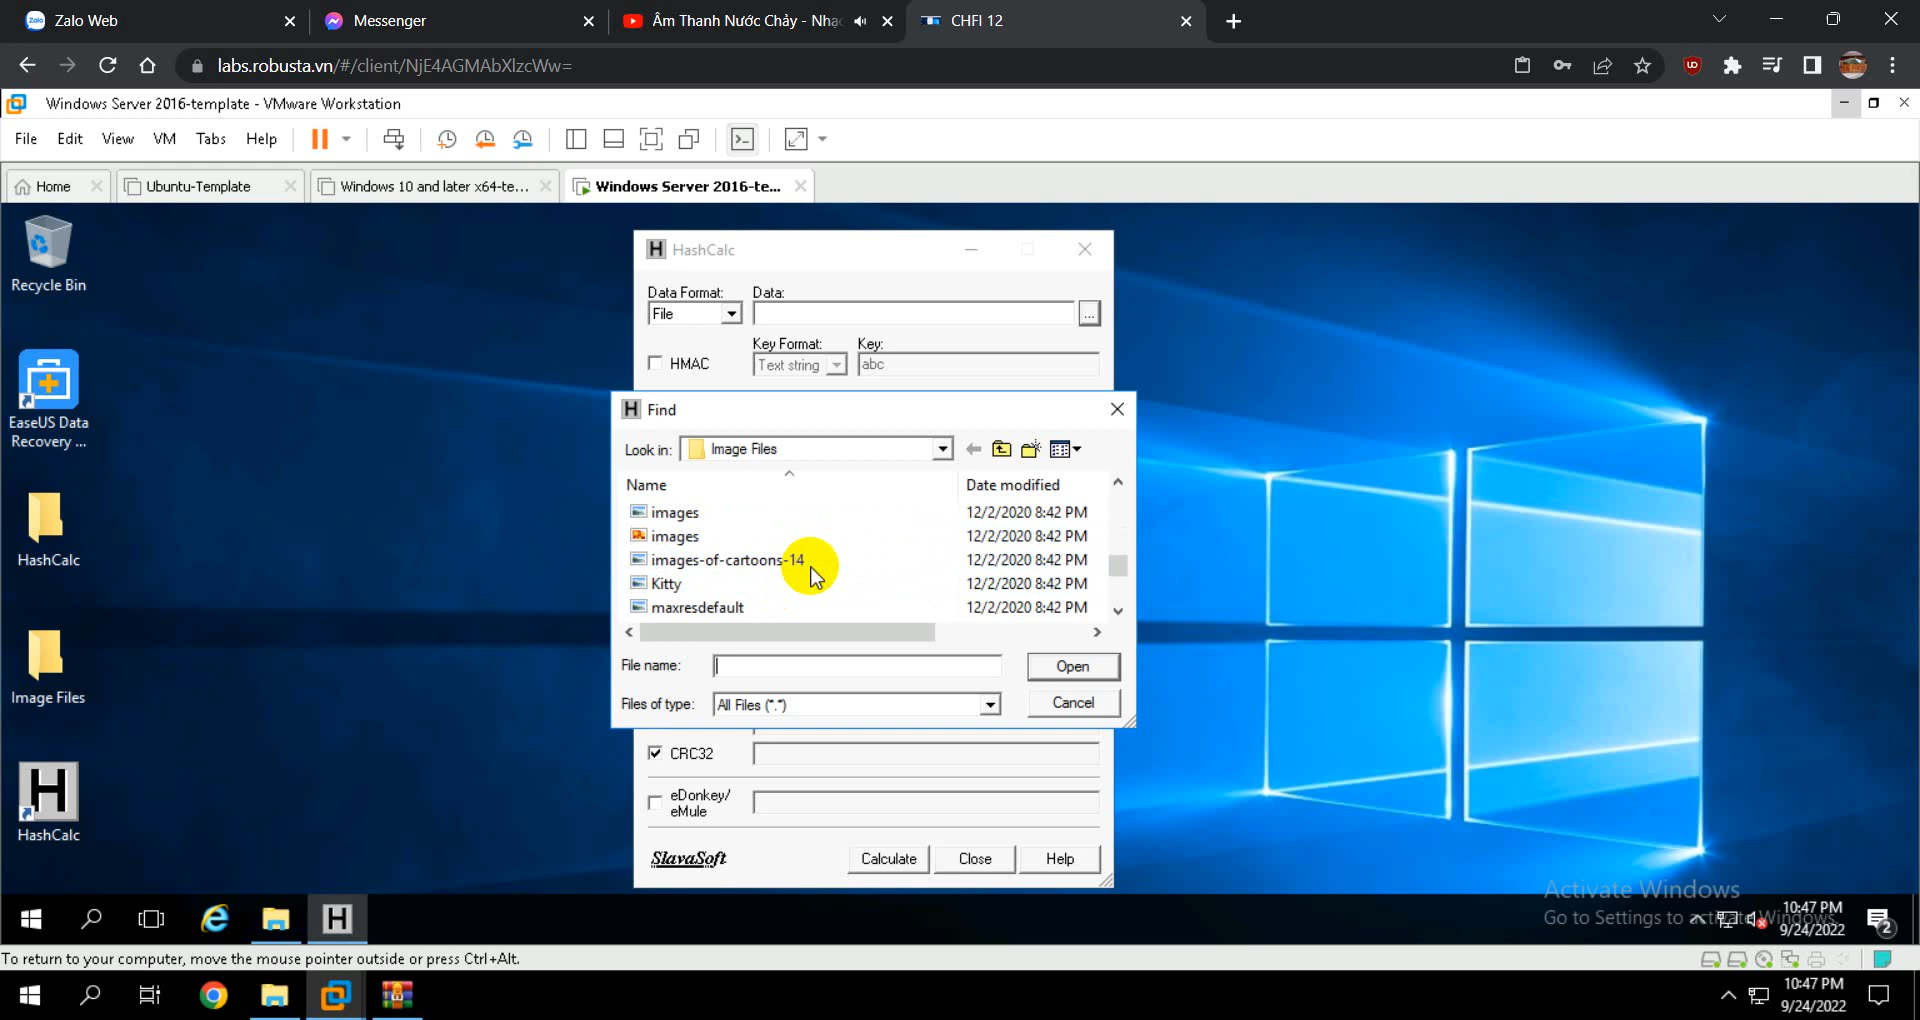 Zalo Web
Messenger
Âm Thanh Nước Chảy - Nhạc
CHFI 12
labs.robusta.vn/#/client/NjE4AGMAbXlzcWw=
Windows Server 2016-template - VMware Workstation
File Edit View VM Tabs Help
Home
Ubuntu-Template
Windows 10 and later x64-te...
Windows Server 2016-te...
Recycle Bin
EaseUS Data
Recovery ...
HashCalc
Image Files
HashCalc
HashCalc
Data Format: Data:
File
...
Key Format: Key:
HMAC Text string abc
Find
Look in: Image Files
Name Date modified
images 12/2/2020 8:42 PM
images 12/2/2020 8:42 PM
images-of-cartoons-14 12/2/2020 8:42 PM
Kitty 12/2/2020 8:42 PM
maxresdefault 12/2/2020 8:42 PM
File name: Open
Files of type: All Files (*.*) Cancel
CRC32
eDonkey/
eMule
SlavaSoft Calculate Close Help
Activate Windows
Go to Settings to activate Windows.
10:47 PM
9/24/2022
2
To return to your computer, move the mouse pointer outside or press Ctrl+Alt.
10:47 PM
9/24/2022